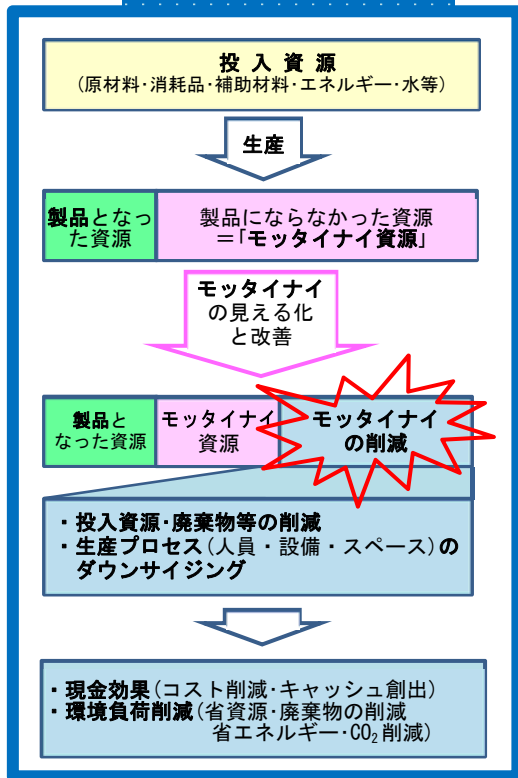 投入資源
(原材料･消耗品･補助材料･エネルギー･水等)
生産
製品となっ
た資源
製品にならなかった資源
＝｢モッタイナイ資源｣
モッタイナイ
の見える化
と改善
製品と
なった資源
モッタイナイ
資源
モッタイナイ
の削減
・投入資源･廃棄物等の削減
・生産プロセス(人員・設備・スペース)の
ダウンサイジング
・現金効果(コスト削減･キャッシュ創出)
・環境負荷削減(省資源･廃棄物の削減
省エネルギー･CO₂削減)